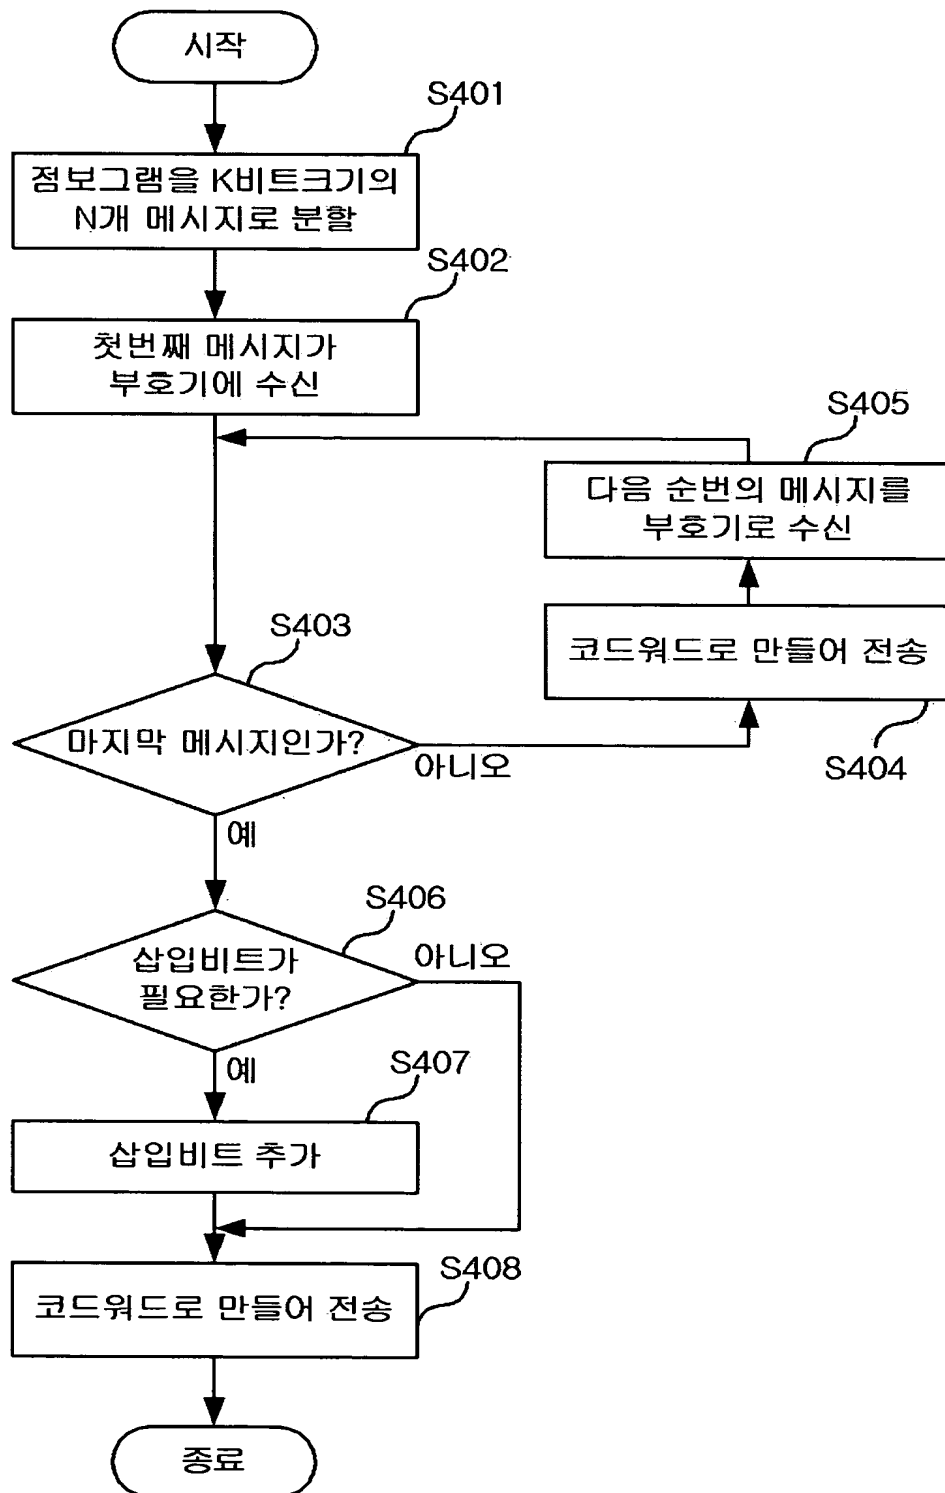 시작
S401
점보그램을 K비트크기의
N개 메시지로 분할
S402
첫번째 메시지가
부호기에 수신
S405
다음 순번의 메시지를
부호기로 수신
S403
코드워드로 만들어 전송
마지막 메시지인가?
아니오
S404
예
S406
삽입비트가
필요한가?
아니오
예
S407
삽입비트 추가
S408
코드워드로 만들어 전송
종료